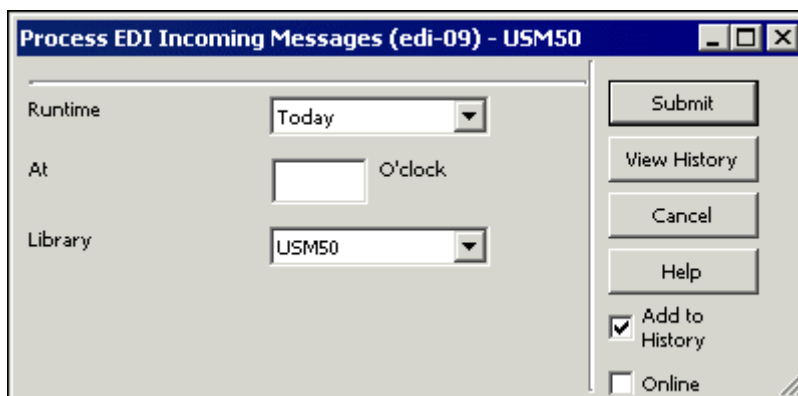 Process EDI Incoming Messages (edi-09) - USM50
Runtime
Today
At
O'clock
Library
USM50
Submit
View History
Cancel
Help
Add to
History
Online